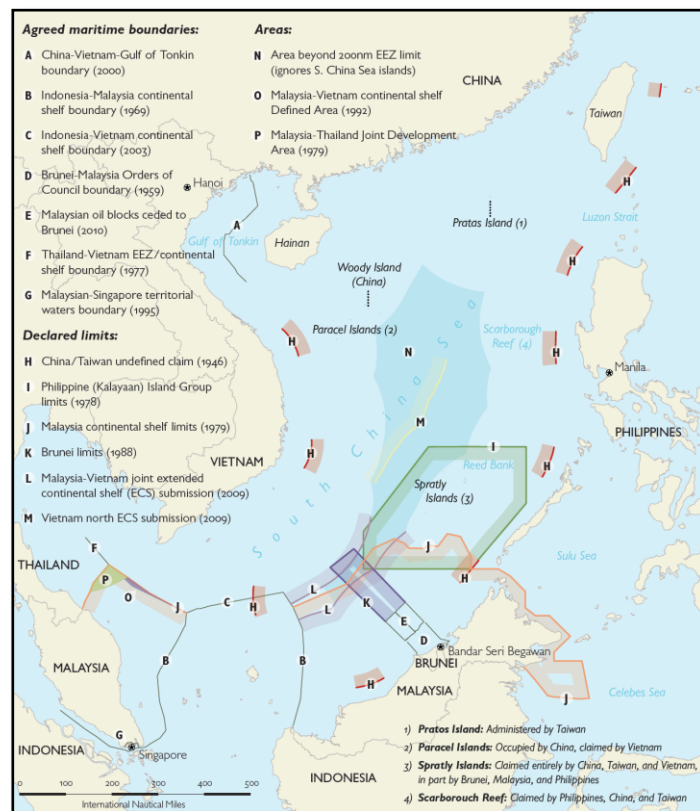 Agreed maritime boundaries:
A China-Vietnam-Gulf of Tonkin
boundary (2000)
B Indonesia-Malaysia continental
shelf boundary (1969)
C Indonesia-Vietnam continental
shelf boundary (2003)
D Brunei-Malaysia Orders of
Council boundary (1959)
E Malaysian oil blocks ceded to
Brunei (2010)
F Thailand-Vietnam EEZ/continental
shelf boundary (1977)
G Malaysian-Singapore territorial
waters boundary (1995)
Declared limits:
H China/Taiwan undefined claim (1946)
I Philippine (Kalayaan) Island Group
limits (1978)
J Malaysia continental shelf limits (1979)
K Brunei limits (1988)
L Malaysia-Vietnam joint extended
continental shelf (ECS) submission (2009)
M Vietnam north ECS submission (2009)
Areas:
N Area beyond 200nm EEZ limit
(ignores S. China Sea islands)
O Malaysia-Vietnam continental shelf
Defined Area (1992)
P Malaysia-Thailand Joint Development
Area (1979)
CHINA
Taiwan
Hanoi
H
A
Gulf of Tonkin
Hainan
Pratas Island (1)
Luzon Strait
H
Woody Island
(China)
Paracel Islands (2)
H
N
Scarborough
Reef (4)
H
Manila
South China Sea
M
PHILIPPINES
VIETNAM
H
I
Reed Bank
H
Spratly
Islands (3)
F
THAILAND
J
Sulu Sea
P
O
J
C
H
L
L
K
H
E
D
Bandar Seri Begawan
BRUNEI
MALAYSIA
B
B
H
MALAYSIA
J
Celebes Sea
G
Singapore
INDONESIA
INDONESIA
0 100 200 300 400 500
International Nautical Miles
1) Pratos Island: Administered by Taiwan
2) Paracel Islands: Occupied by China, claimed by Vietnam
3) Spratly Islands: Claimed entirely by China, Taiwan, and Vietnam,
in part by Brunei, Malaysia, and Philippines
4) Scarborouch Reef: Claimed by Philippines, China, and Taiwan